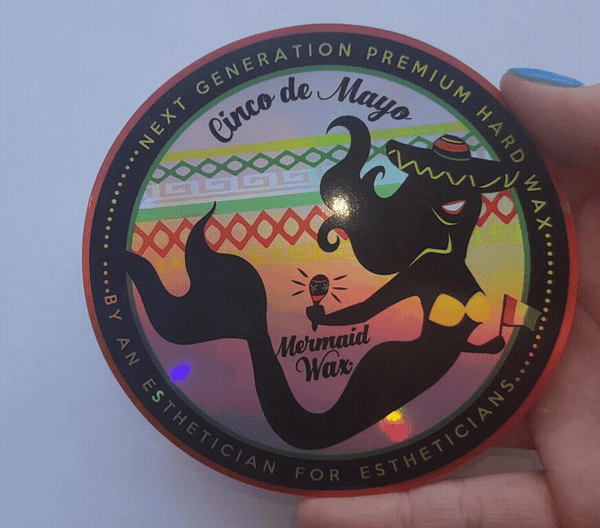 NEXT GENERATION PREMIUM HARD WAX
Cinco de Mayo
Mermaid
Wax
BY AN ESTHETICIAN FOR ESTHETICIANS